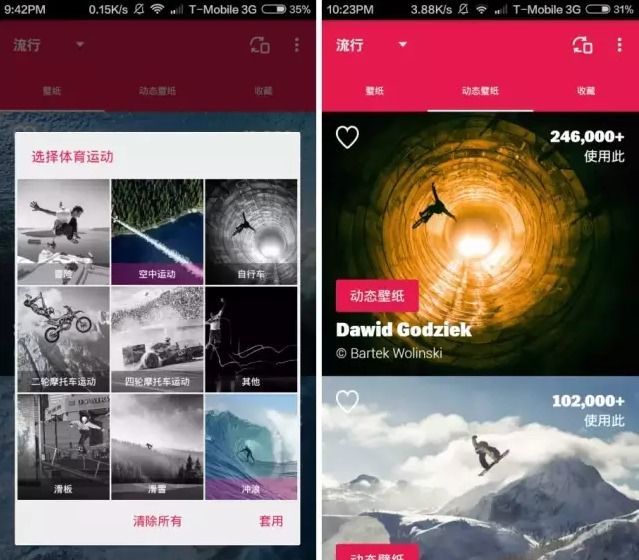 9:42PM
0.15K/s
T-Mobile 3G
35%
流行
壁纸
动态壁纸
收藏
选择体育运动
冒险
空中运动
自行车
二轮摩托车运动
四轮摩托车运动
其他
滑板
滑雪
冲浪
清除所有
套用
10:23PM
3.88K/s
T-Mobile 3G
31%
流行
壁纸
动态壁纸
收藏
246,000+
使用此
动态壁纸
Dawid Godziek
© Bartek Wolinski
102,000+
使用此
动态壁纸